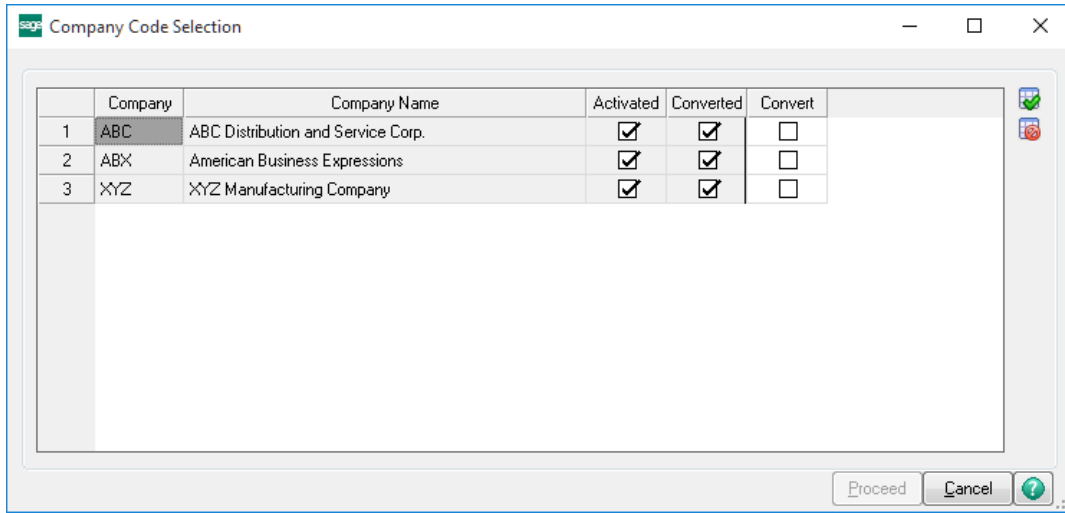 sage Company Code Selection
Company Company Name Activated Converted Convert
1 ABC ABC Distribution and Service Corp.
2 ABX American Business Expressions
3 XYZ XYZ Manufacturing Company
Proceed Cancel ?